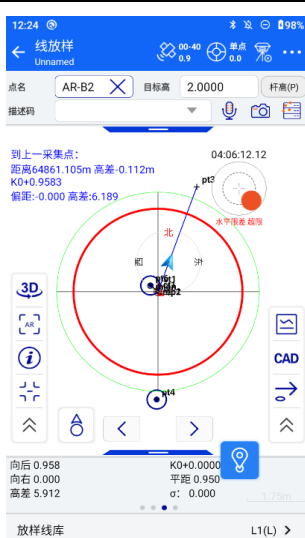 12:24 98%
线放样
Unnamed
00-40
0.9
单点
0.0
点名 AR-B2 目标高 2.0000 杆高(P)
描述码
到上一采集点:
距离64861.105m 高差-0.112m
K0+0.9583
偏距:-0.000 高差:6.189
04:06:12.12
pt3
水平限差 超限
北
西
东
3D
AR
CAD
pt4
向后 0.958 K0+0.0000
向右 0.000 平距 0.950
高差 5.912 σ: 0.000
1.75m
放样线库 L1(L)